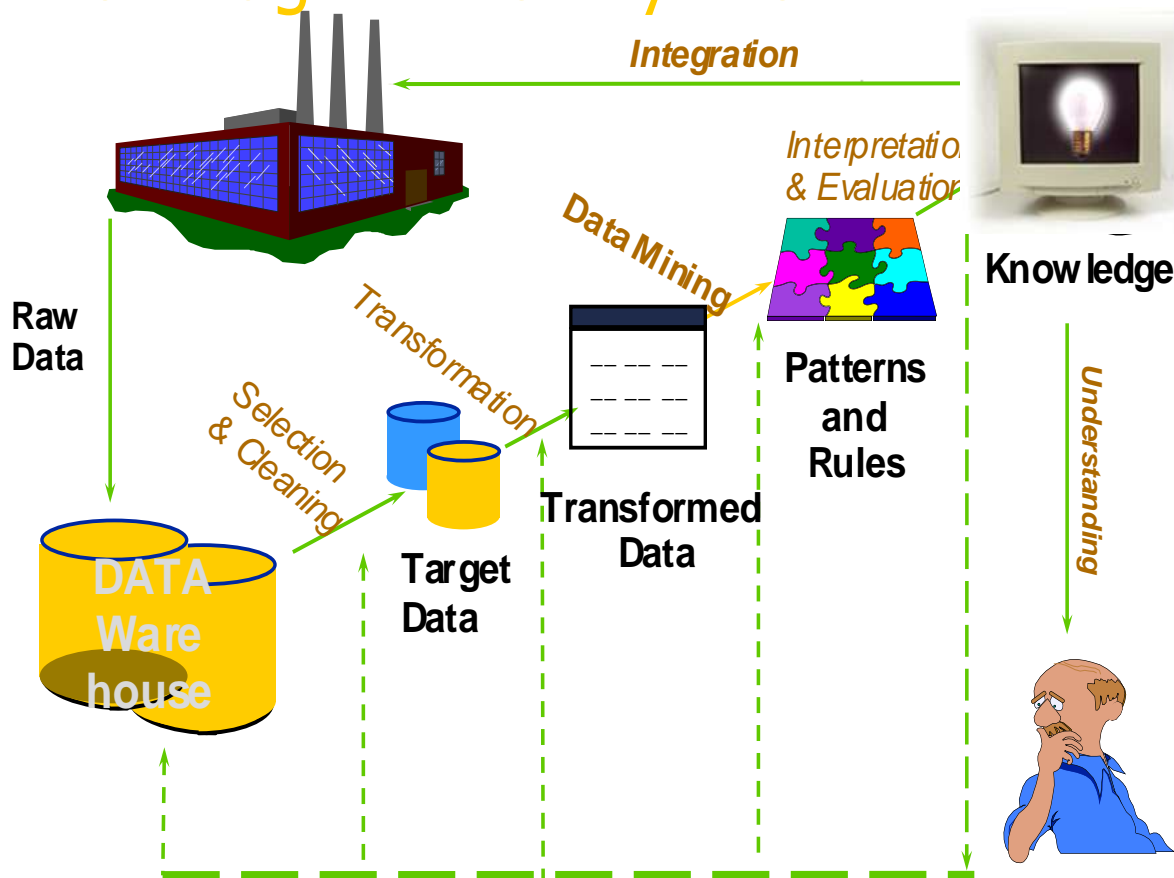 Integration
Interpretatio
& Evaluation
Data Mining
Knowledge
Raw
Data
Transformation
Patterns
and
Rules
Understanding
Selection
& Cleaning
Transformed
Data
Target
Data
DATA
Ware
house